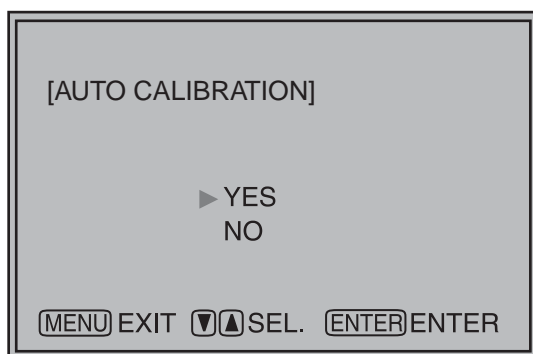 [AUTO CALIBRATION]
▶ YES
NO
MENU EXIT ▼▲ SEL. ENTER ENTER